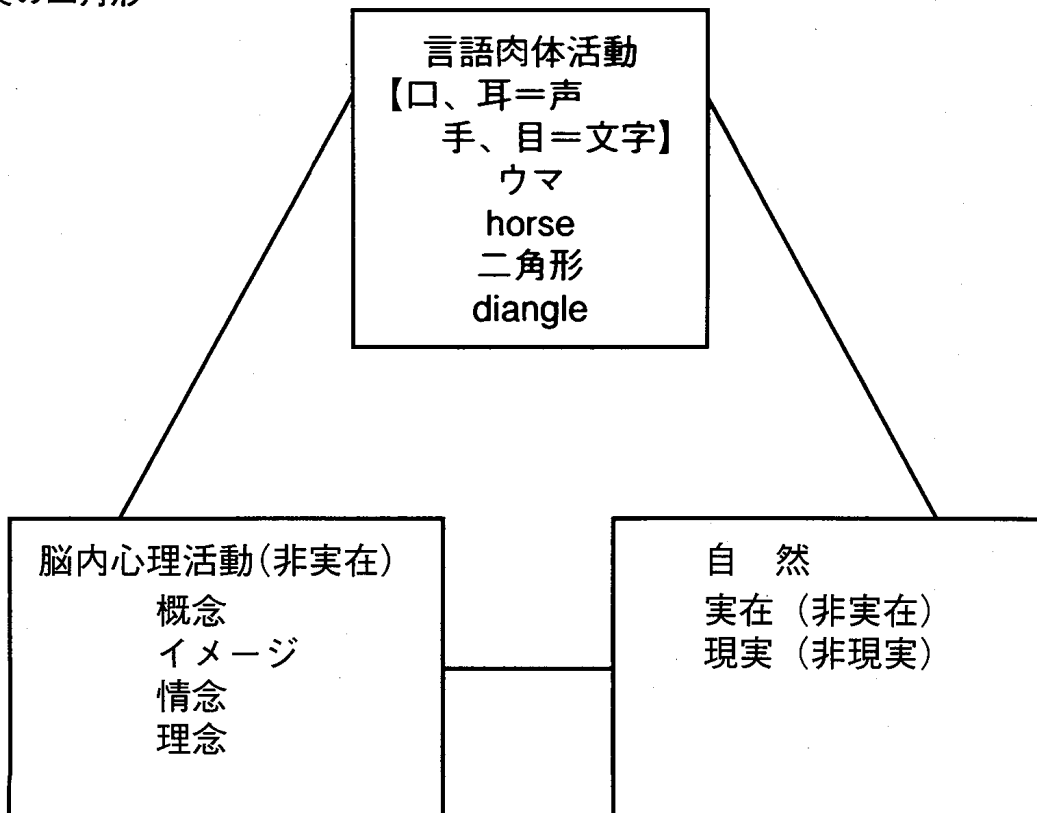 言語肉体活動
【口、耳＝声
手、目＝文字】
ウマ
horse
二角形
diangle
脳内心理活動（非実在）
概念
イメージ
情念
理念
自　然
実在（非実在）
現実（非現実）